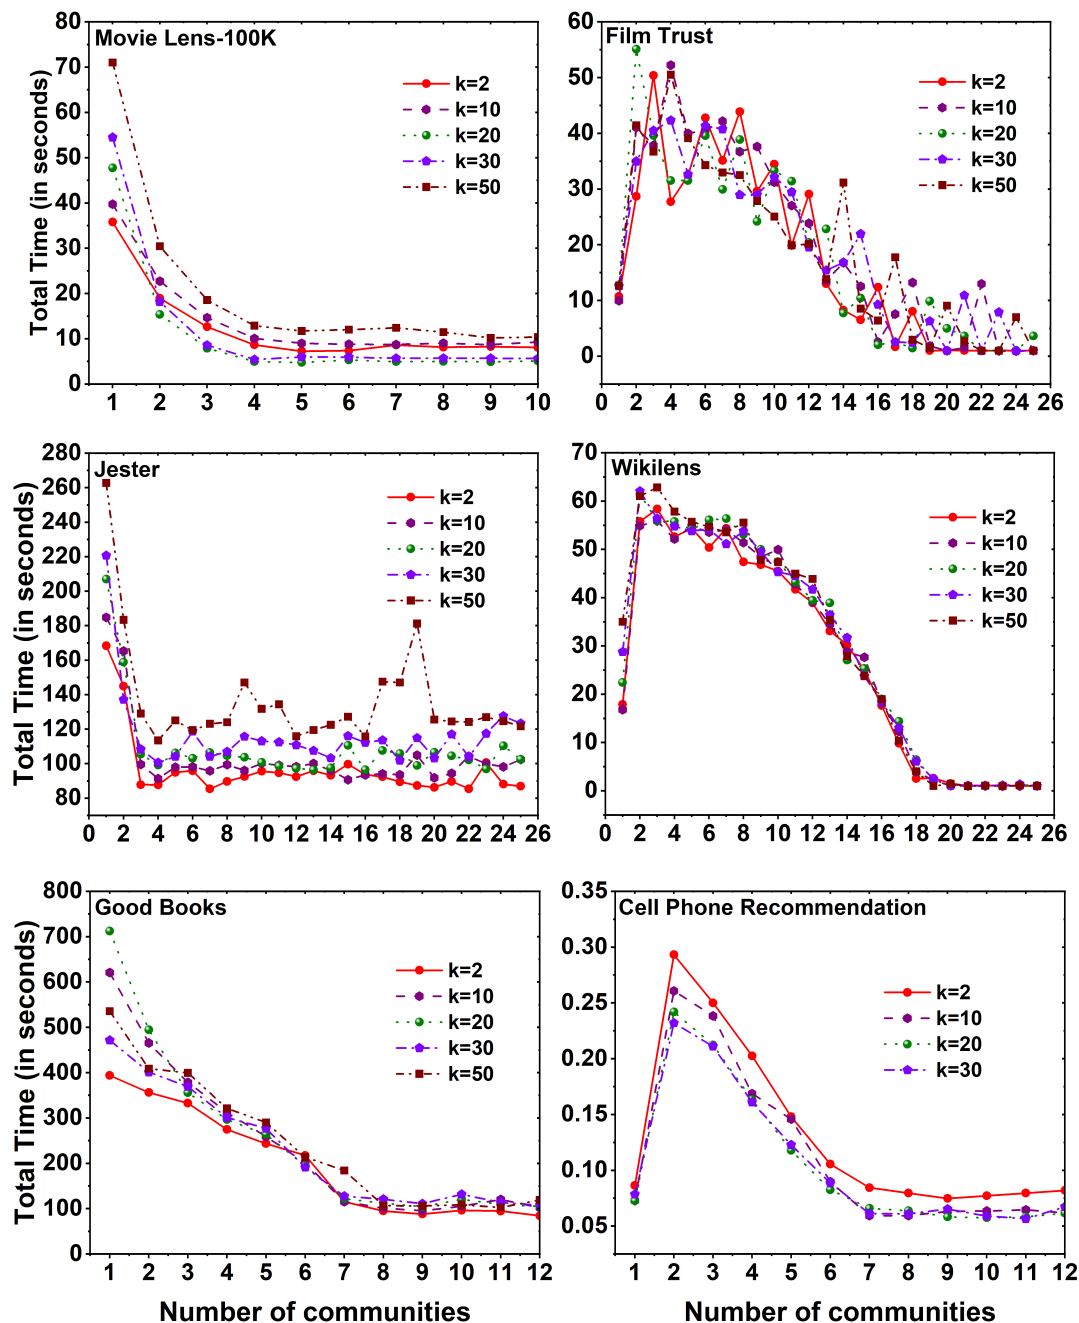 Movie Lens-100K
Total Time (in seconds)
80
70
60
50
40
30
20
10
0
k=2
k=10
k=20
k=30
k=50
1 2 3 4 5 6 7 8 9 10
Film Trust
60
50
40
30
20
10
0
k=2
k=10
k=20
k=30
k=50
0 2 4 6 8 10 12 14 16 18 20 22 24 26
Jester
Total Time (in seconds)
280
260
240
220
200
180
160
140
120
100
80
k=2
k=10
k=20
k=30
k=50
0 2 4 6 8 10 12 14 16 18 20 22 24 26
Wikilens
70
60
50
40
30
20
10
0
k=2
k=10
k=20
k=30
k=50
0 2 4 6 8 10 12 14 16 18 20 22 24 26
Good Books
Total Time (in seconds)
800
700
600
500
400
300
200
100
0
k=2
k=10
k=20
k=30
k=50
1 2 3 4 5 6 7 8 9 10 11 12
Number of communities
Cell Phone Recommendation
0.35
0.30
0.25
0.20
0.15
0.10
0.05
k=2
k=10
k=20
k=30
1 2 3 4 5 6 7 8 9 10 11 12
Number of communities